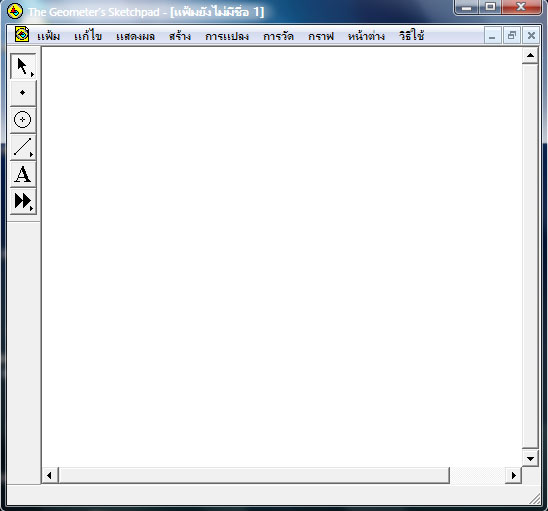 The Geometer's Sketchpad - [แฟ้มยังไม่มีชื่อ 1]
แฟ้ม แก้ไข แสดงผล สร้าง การแปลง การวัด กราฟ หน้าต่าง วิธีใช้
A